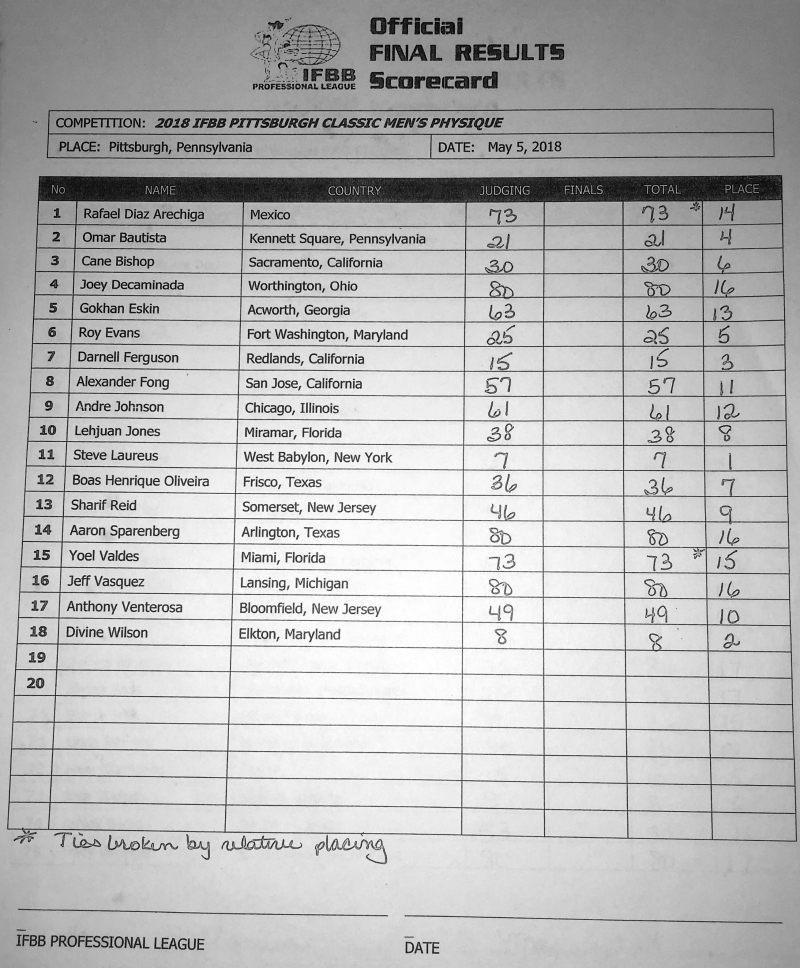 Official
FINAL RESULTS
Scorecard
IFBB
PROFESSIONAL LEAGUE
COMPETITION: 2018 IFBB PITTSBURGH CLASSIC MEN'S PHYSIQUE
PLACE: Pittsburgh, Pennsylvania DATE: May 5, 2018
No NAME COUNTRY JUDGING FINALS TOTAL PLACE
1 Rafael Diaz Arechiga Mexico 73 73 * 14
2 Omar Bautista Kennett Square, Pennsylvania 21 21 4
3 Cane Bishop Sacramento, California 30 30 6
4 Joey Decaminada Worthington, Ohio 80 80 16
5 Gokhan Eskin Acworth, Georgia 63 63 13
6 Roy Evans Fort Washington, Maryland 25 25 5
7 Darnell Ferguson Redlands, California 15 15 3
8 Alexander Fong San Jose, California 57 57 11
9 Andre Johnson Chicago, Illinois 61 61 12
10 Lehjuan Jones Miramar, Florida 38 38 8
11 Steve Laureus West Babylon, New York 7 7 1
12 Boas Henrique Oliveira Frisco, Texas 36 36 7
13 Sharif Reid Somerset, New Jersey 46 46 9
14 Aaron Sparenberg Arlington, Texas 80 80 16
15 Yoel Valdes Miami, Florida 73 73 * 15
16 Jeff Vasquez Lansing, Michigan 80 80 16
17 Anthony Venterosa Bloomfield, New Jersey 49 49 10
18 Divine Wilson Elkton, Maryland 8 8 2
19
20
* Ties broken by relative placing
IFBB PROFESSIONAL LEAGUE DATE